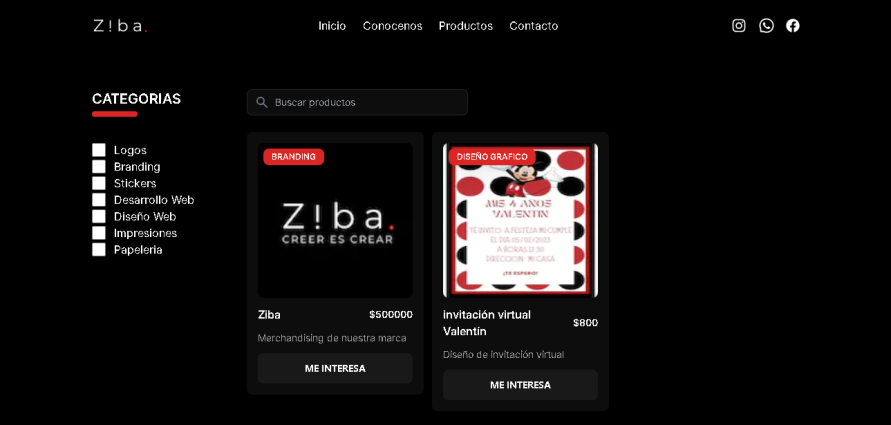 Z!ba.
Inicio Conocenos Productos Contacto
CATEGORIAS
Logos
Branding
Stickers
Desarrollo Web
Diseño Web
Impresiones
Papeleria
Buscar productos
BRANDING
Z!ba.
CREER ES CREAR
Ziba $500000
Merchandising de nuestra marca
ME INTERESA
DISEÑO GRAFICO
MIS 4 AÑOS
VALENTIN
TE INVITO A FESTEJA MI CUMPLE
EL DIA 05/02/2023
A HORAS 12:30
DIRECCION: MI CASA
¡TE ESPERO!
invitación virtual
Valentín $800
Diseño de invitación virtual
ME INTERESA